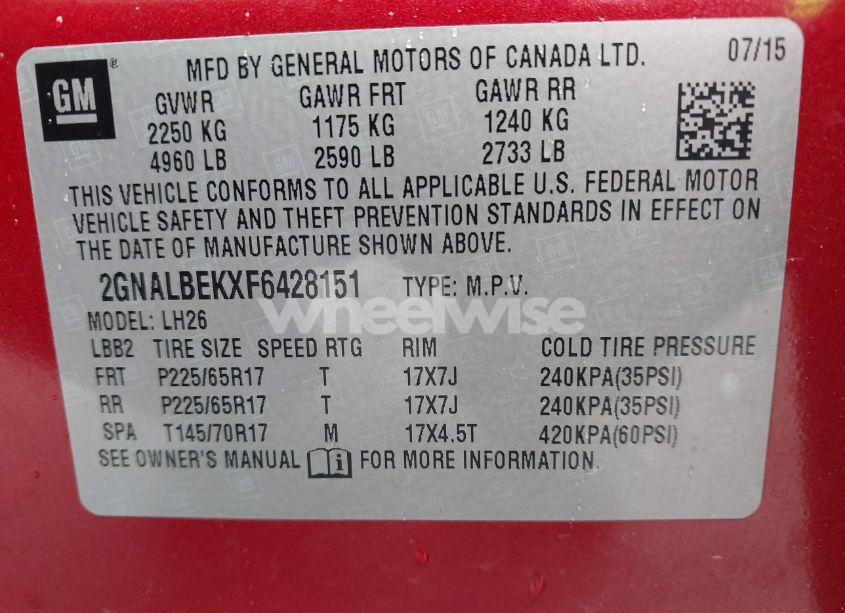 GM ®
MFD BY GENERAL MOTORS OF CANADA LTD. 07/15
GVWR GAWR FRT GAWR RR
2250 KG 1175 KG 1240 KG
4960 LB 2590 LB 2733 LB
THIS VEHICLE CONFORMS TO ALL APPLICABLE U.S. FEDERAL MOTOR
VEHICLE SAFETY AND THEFT PREVENTION STANDARDS IN EFFECT ON
THE DATE OF MANUFACTURE SHOWN ABOVE.
2GNALBEKXF6428151 TYPE: M.P.V.
wheelwise
MODEL: LH26
LBB2 TIRE SIZE SPEED RTG RIM COLD TIRE PRESSURE
FRT P225/65R17 T 17X7J 240KPA(35PSI)
RR P225/65R17 T 17X7J 240KPA(35PSI)
SPA T145/70R17 M 17X4.5T 420KPA(60PSI)
SEE OWNER'S MANUAL i FOR MORE INFORMATION.